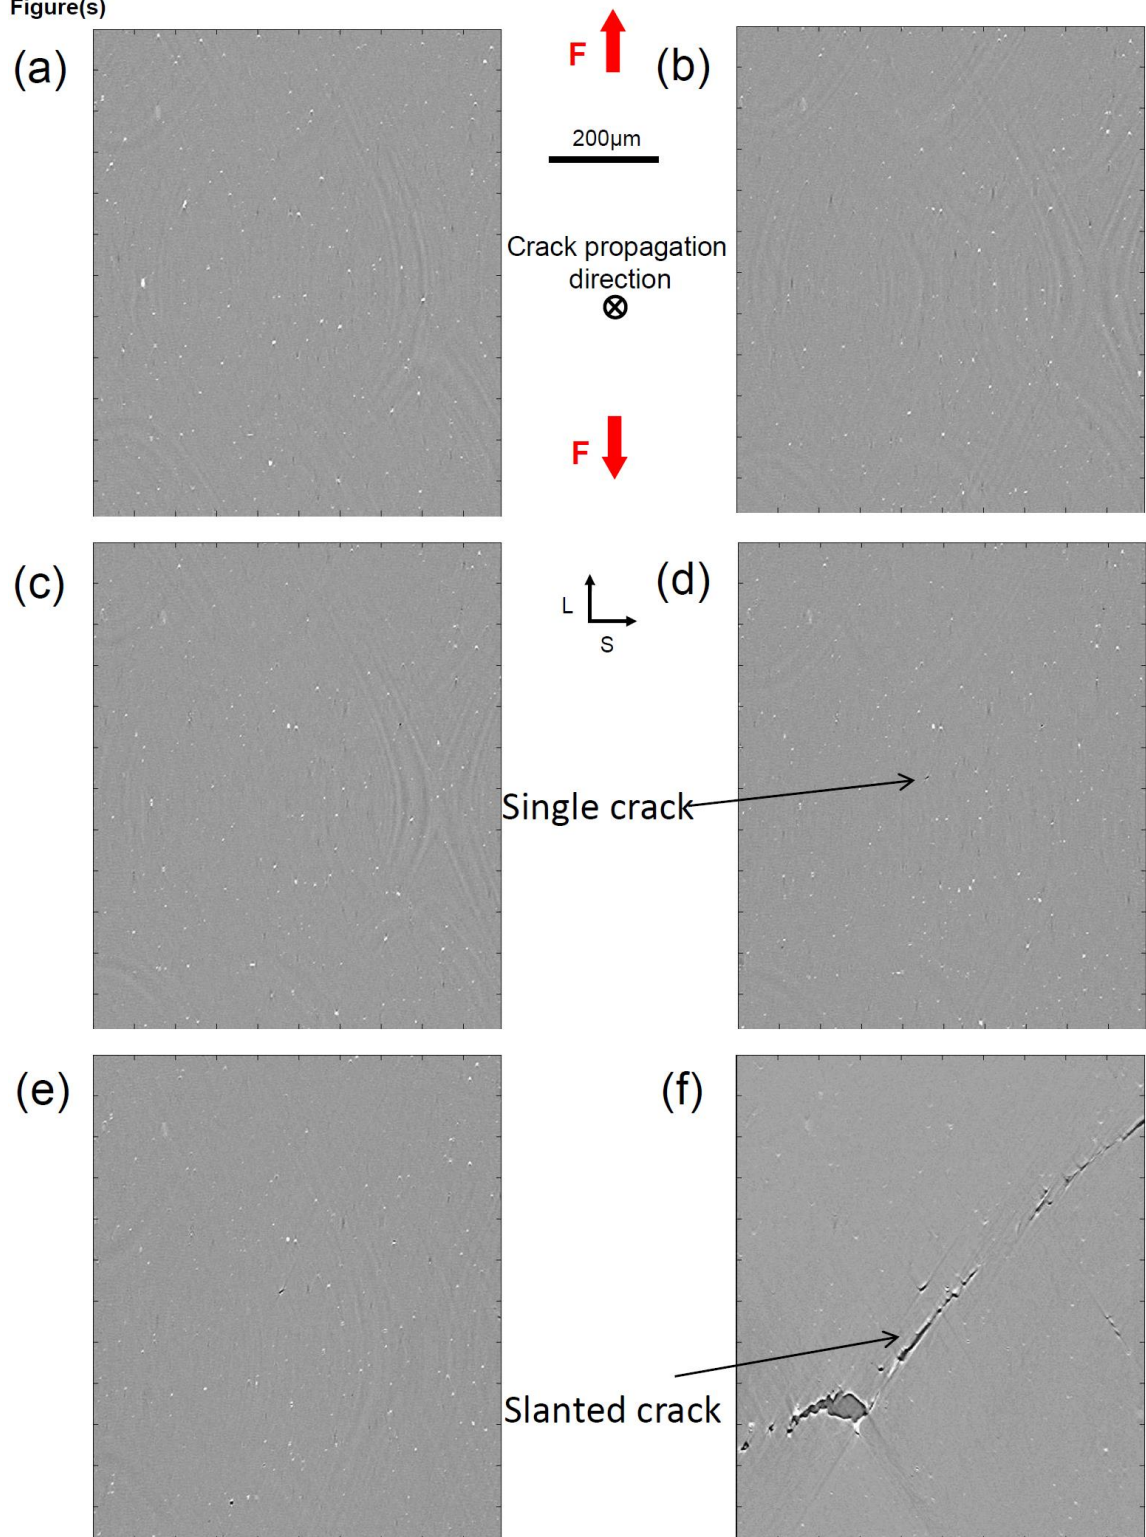 Figure(s)
(a)
F
(b)
200µm
Crack propagation
direction
F
(c)
L
S
(d)
Single crack
(e)
(f)
Slanted crack